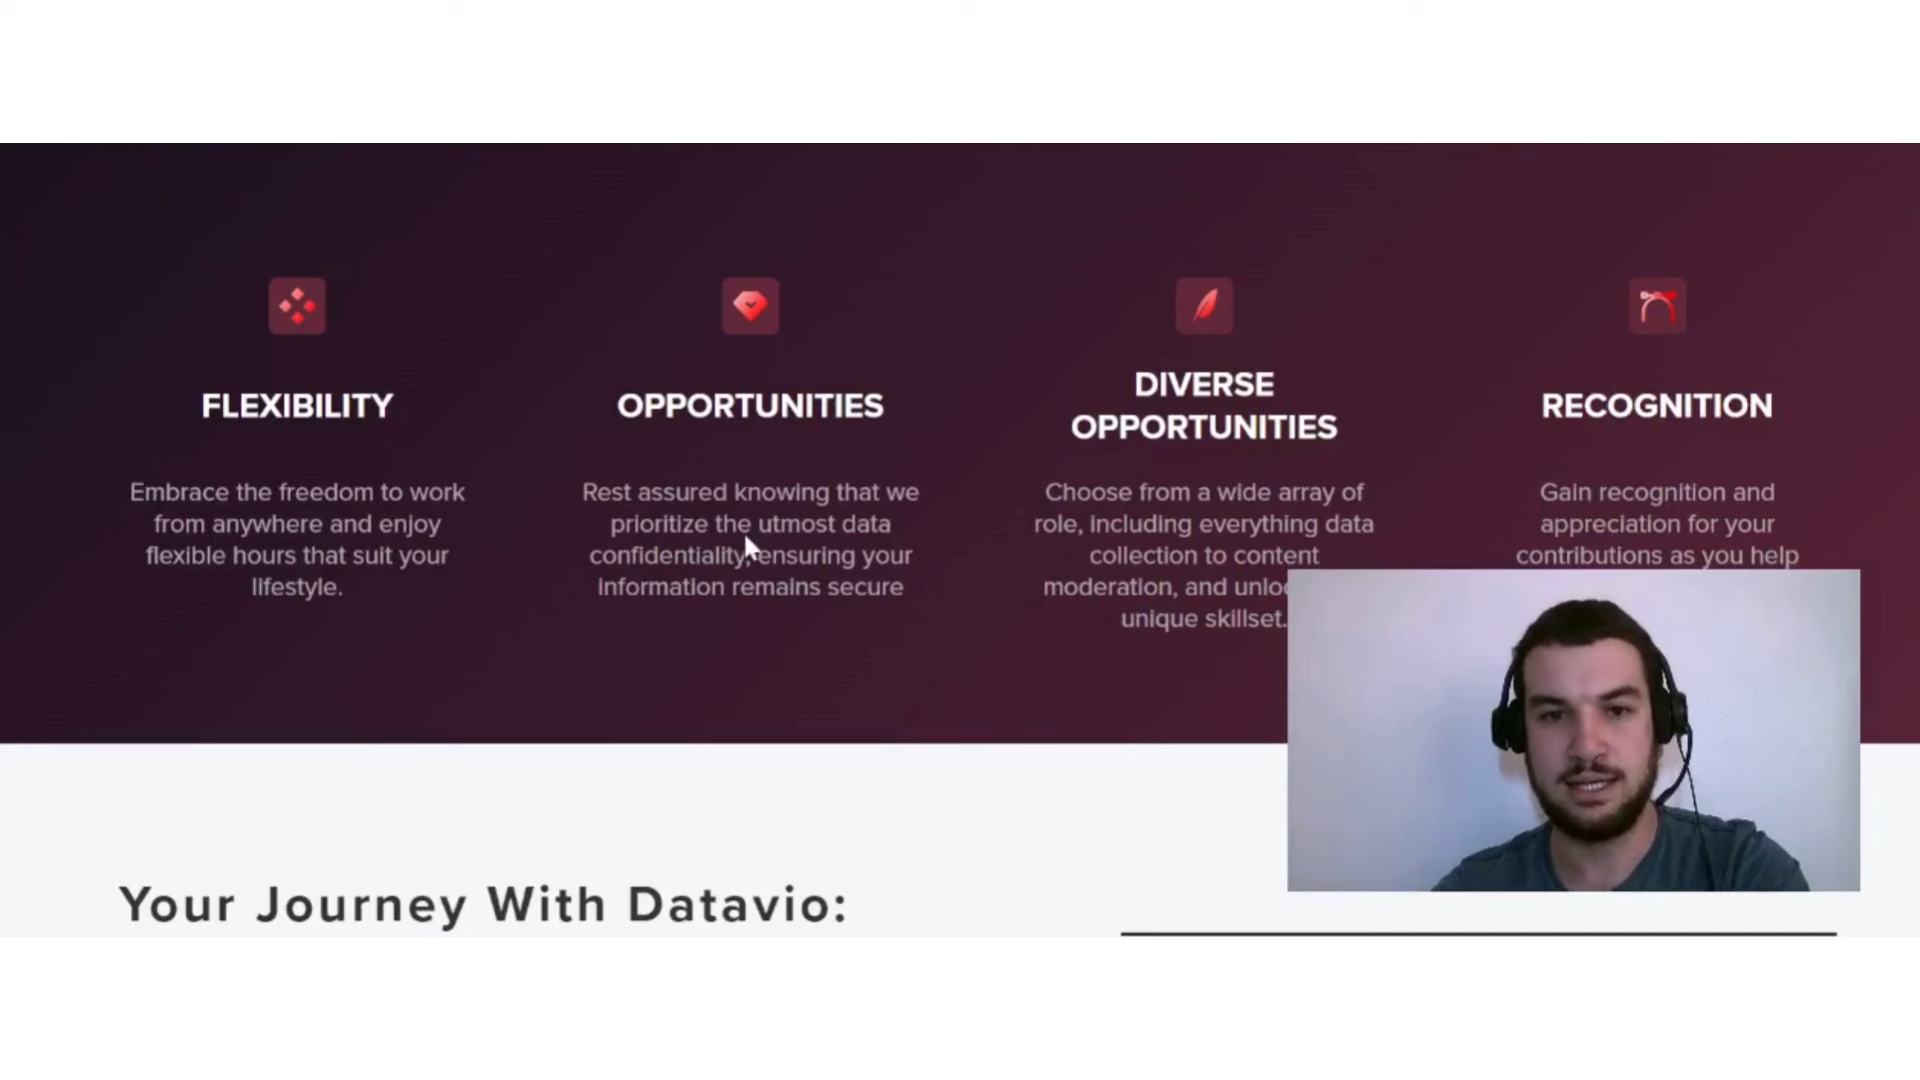 FLEXIBILITY
Embrace the freedom to work
from anywhere and enjoy
flexible hours that suit your
lifestyle.
OPPORTUNITIES
Rest assured knowing that we
prioritize the utmost data
confidentiality, ensuring your
information remains secure
DIVERSE
OPPORTUNITIES
Choose from a wide array of
role, including everything data
collection to content
moderation, and
unique skillset.
RECOGNITION
Gain recognition and
appreciation for your
contributions as you help
Your Journey With Datavio: